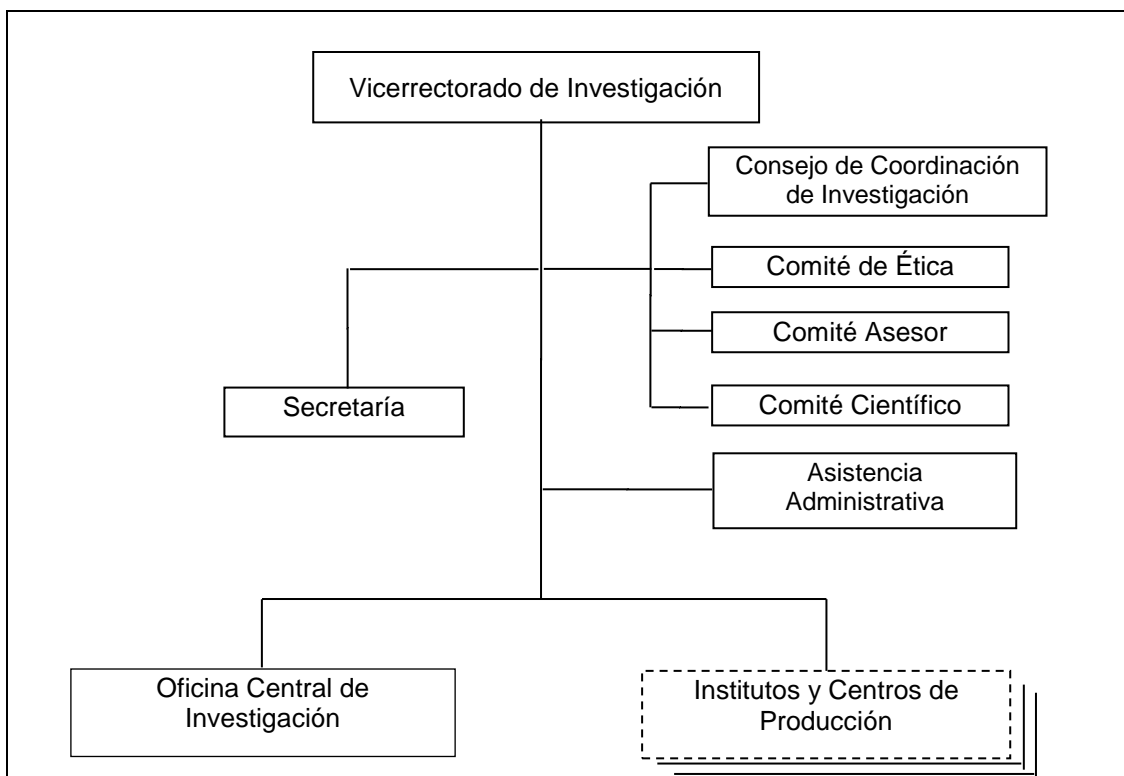 Vicerrectorado de Investigación
Consejo de Coordinación
de Investigación
Comité de Ética
Comité Asesor
Secretaría
Comité Científico
Asistencia
Administrativa
Oficina Central de
Investigación
Institutos y Centros de
Producción